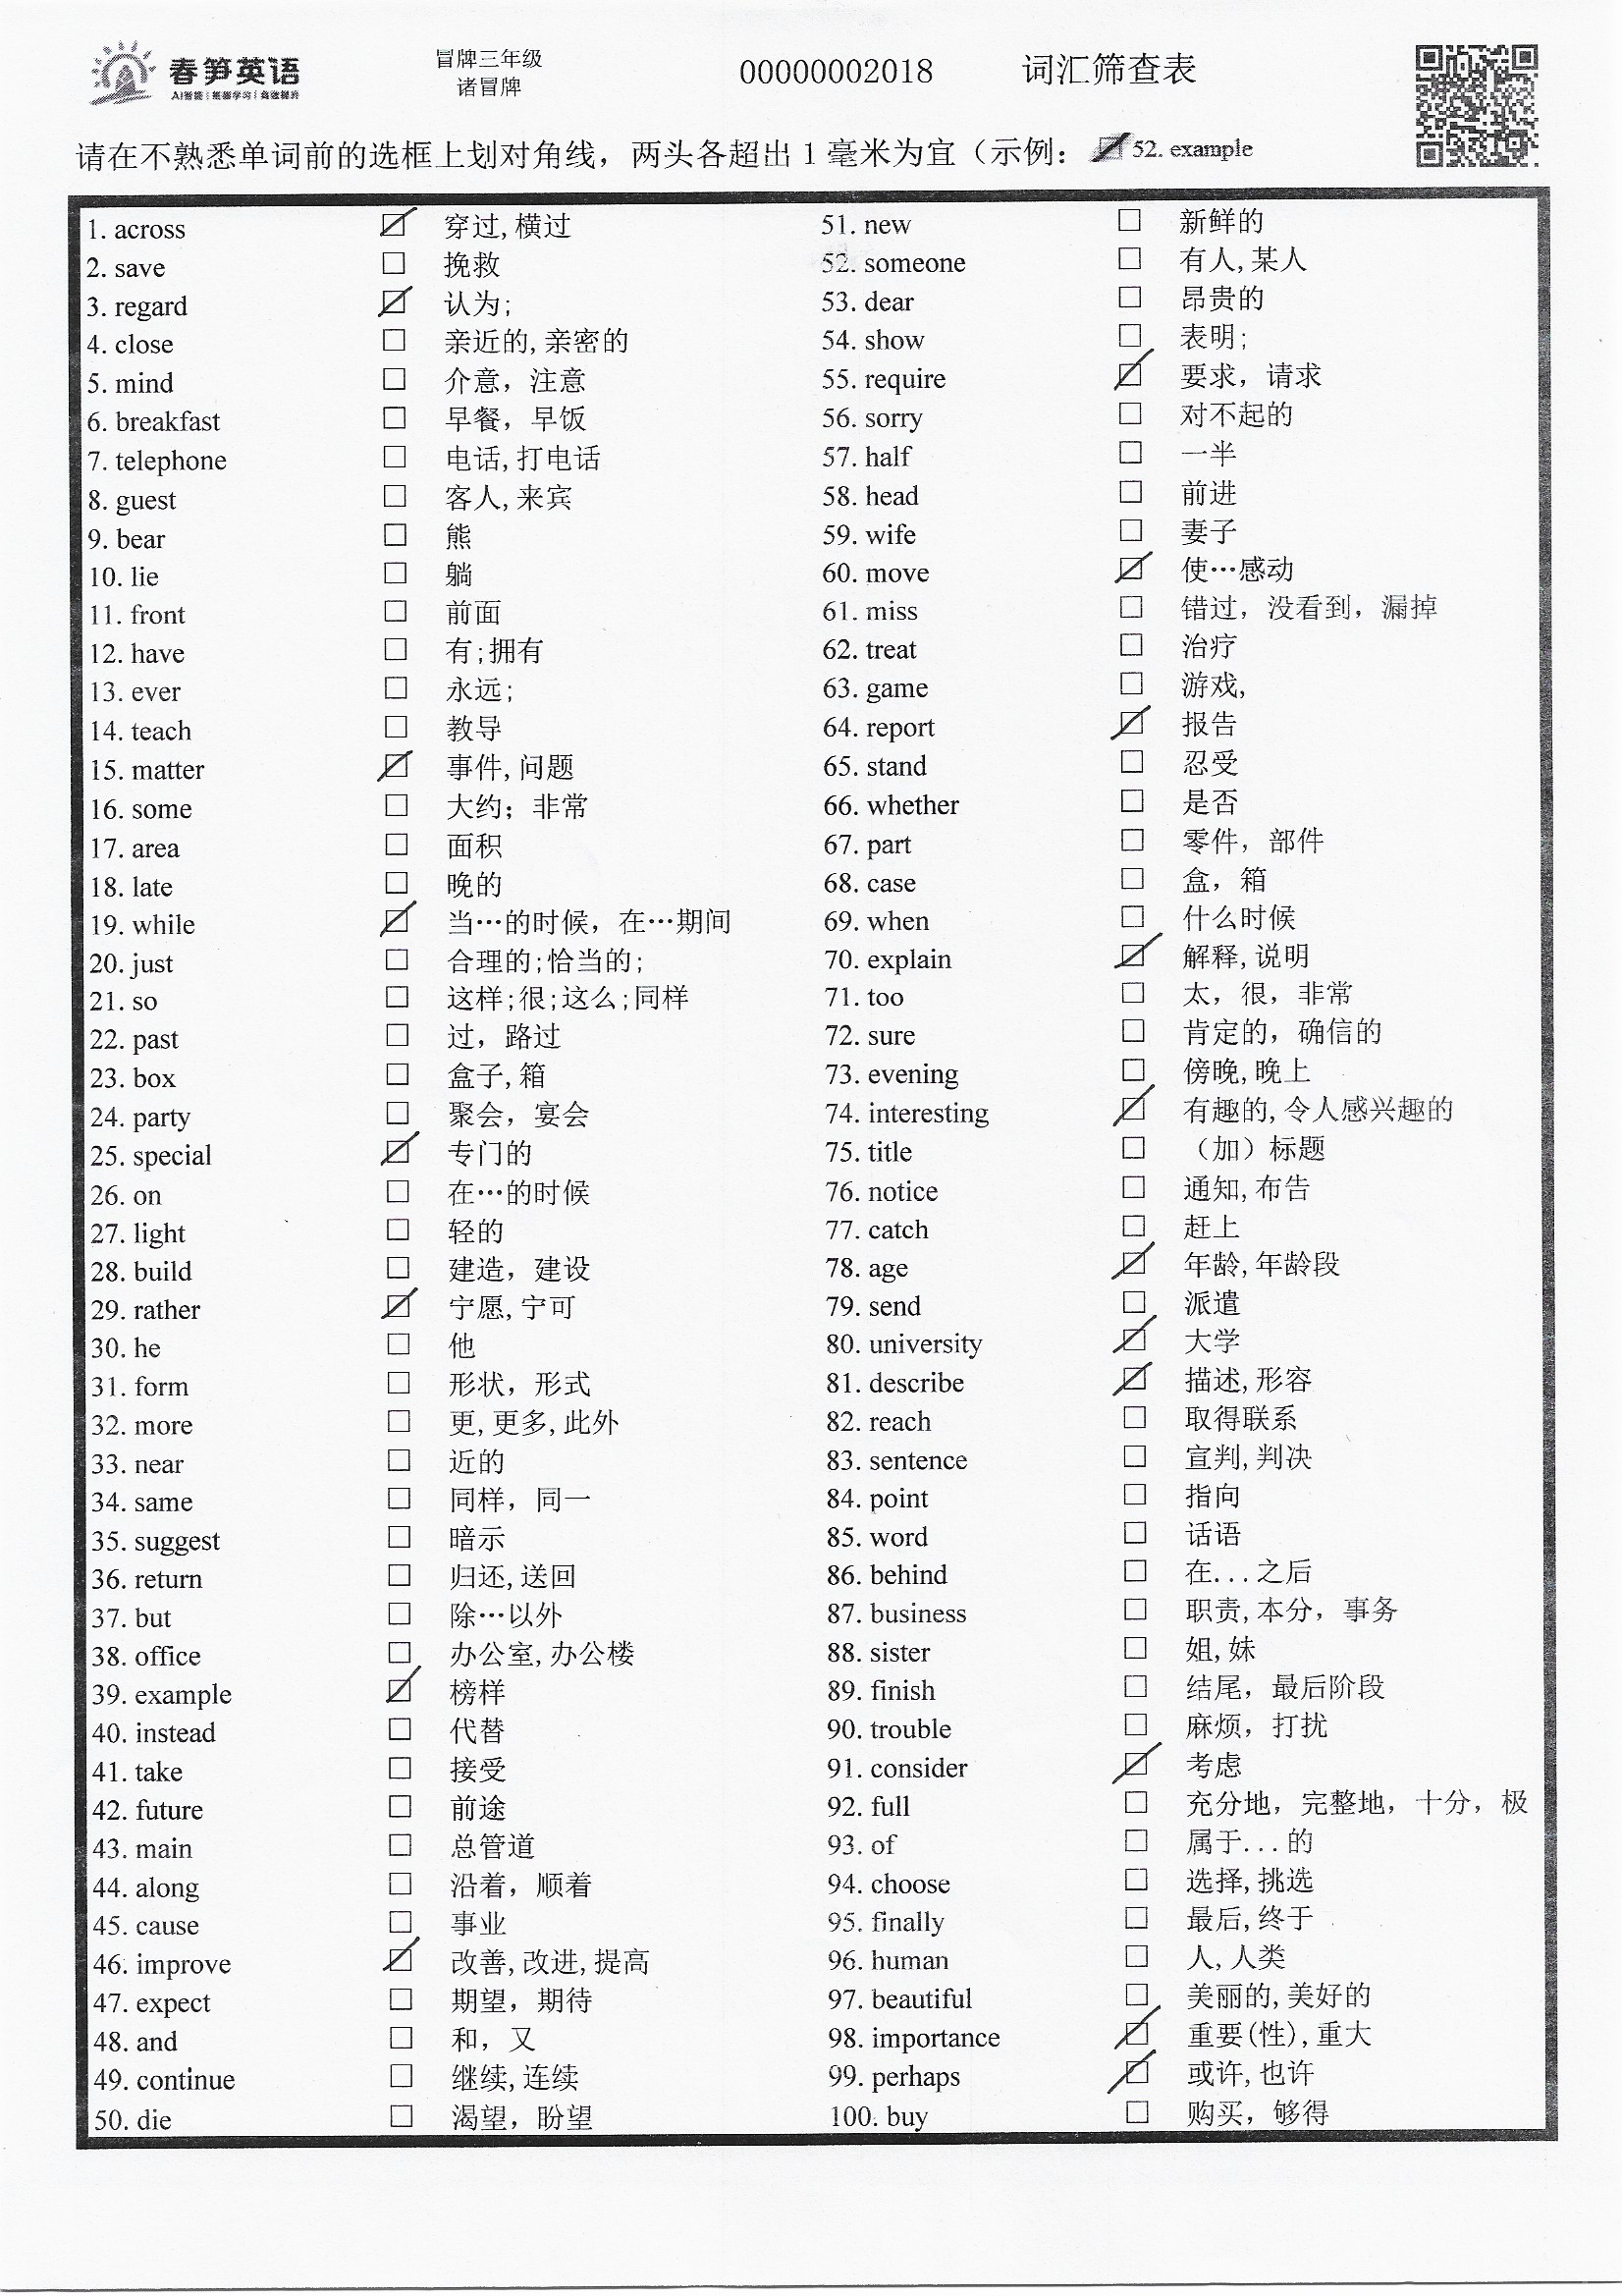 春笋英语
冒牌三年级
诸冒牌
00000002018
词汇筛查表
请在不熟悉单词前的选框上划对角线，两头各超出1毫米为宜（示例： ☑ 52. example
1. across ☑ 穿过,横过
2. save ☐ 挽救
3. regard ☑ 认为;
4. close ☐ 亲近的,亲密的
5. mind ☐ 介意，注意
6. breakfast ☐ 早餐，早饭
7. telephone ☐ 电话,打电话
8. guest ☐ 客人,来宾
9. bear ☐ 熊
10. lie ☐ 躺
11. front ☐ 前面
12. have ☐ 有;拥有
13. ever ☐ 永远;
14. teach ☐ 教导
15. matter ☑ 事件,问题
16. some ☐ 大约；非常
17. area ☐ 面积
18. late ☐ 晚的
19. while ☑ 当…的时候，在…期间
20. just ☐ 合理的;恰当的;
21. so ☐ 这样;很;这么;同样
22. past ☐ 过，路过
23. box ☐ 盒子,箱
24. party ☐ 聚会，宴会
25. special ☑ 专门的
26. on ☐ 在…的时候
27. light ☐ 轻的
28. build ☐ 建造，建设
29. rather ☑ 宁愿,宁可
30. he ☐ 他
31. form ☐ 形状，形式
32. more ☐ 更,更多,此外
33. near ☐ 近的
34. same ☐ 同样，同一
35. suggest ☐ 暗示
36. return ☐ 归还,送回
37. but ☐ 除…以外
38. office ☐ 办公室,办公楼
39. example ☑ 榜样
40. instead ☐ 代替
41. take ☐ 接受
42. future ☐ 前途
43. main ☐ 总管道
44. along ☐ 沿着，顺着
45. cause ☐ 事业
46. improve ☑ 改善,改进,提高
47. expect ☐ 期望，期待
48. and ☐ 和，又
49. continue ☐ 继续,连续
50. die ☐ 渴望，盼望
51. new ☐ 新鲜的
52. someone ☐ 有人,某人
53. dear ☐ 昂贵的
54. show ☐ 表明;
55. require ☑ 要求，请求
56. sorry ☐ 对不起的
57. half ☐ 一半
58. head ☐ 前进
59. wife ☐ 妻子
60. move ☑ 使…感动
61. miss ☐ 错过，没看到，漏掉
62. treat ☐ 治疗
63. game ☐ 游戏,
64. report ☑ 报告
65. stand ☐ 忍受
66. whether ☐ 是否
67. part ☐ 零件，部件
68. case ☐ 盒，箱
69. when ☐ 什么时候
70. explain ☑ 解释,说明
71. too ☐ 太，很，非常
72. sure ☐ 肯定的，确信的
73. evening ☐ 傍晚,晚上
74. interesting ☑ 有趣的,令人感兴趣的
75. title ☐ （加）标题
76. notice ☐ 通知,布告
77. catch ☐ 赶上
78. age ☑ 年龄,年龄段
79. send ☐ 派遣
80. university ☑ 大学
81. describe ☑ 描述,形容
82. reach ☐ 取得联系
83. sentence ☐ 宣判,判决
84. point ☐ 指向
85. word ☐ 话语
86. behind ☐ 在...之后
87. business ☐ 职责,本分，事务
88. sister ☐ 姐,妹
89. finish ☐ 结尾，最后阶段
90. trouble ☐ 麻烦，打扰
91. consider ☑ 考虑
92. full ☐ 充分地，完整地，十分，极
93. of ☐ 属于...的
94. choose ☐ 选择,挑选
95. finally ☐ 最后,终于
96. human ☐ 人,人类
97. beautiful ☐ 美丽的,美好的
98. importance ☑ 重要(性),重大
99. perhaps ☑ 或许,也许
100. buy ☐ 购买，够得